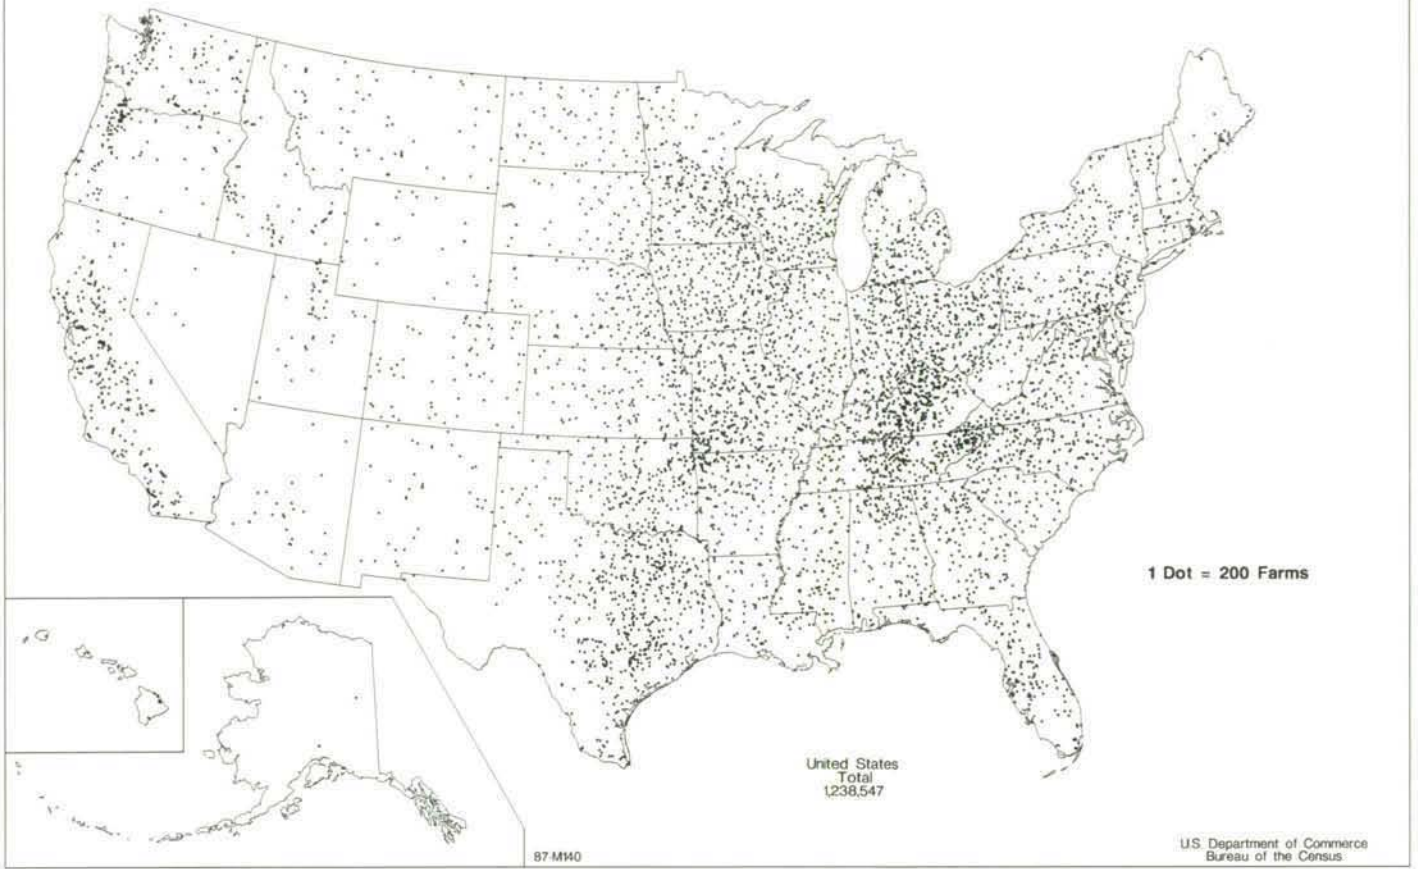 1 Dot = 200 Farms
United States
Total
1,238,547
87-M140
U.S. Department of Commerce
Bureau of the Census